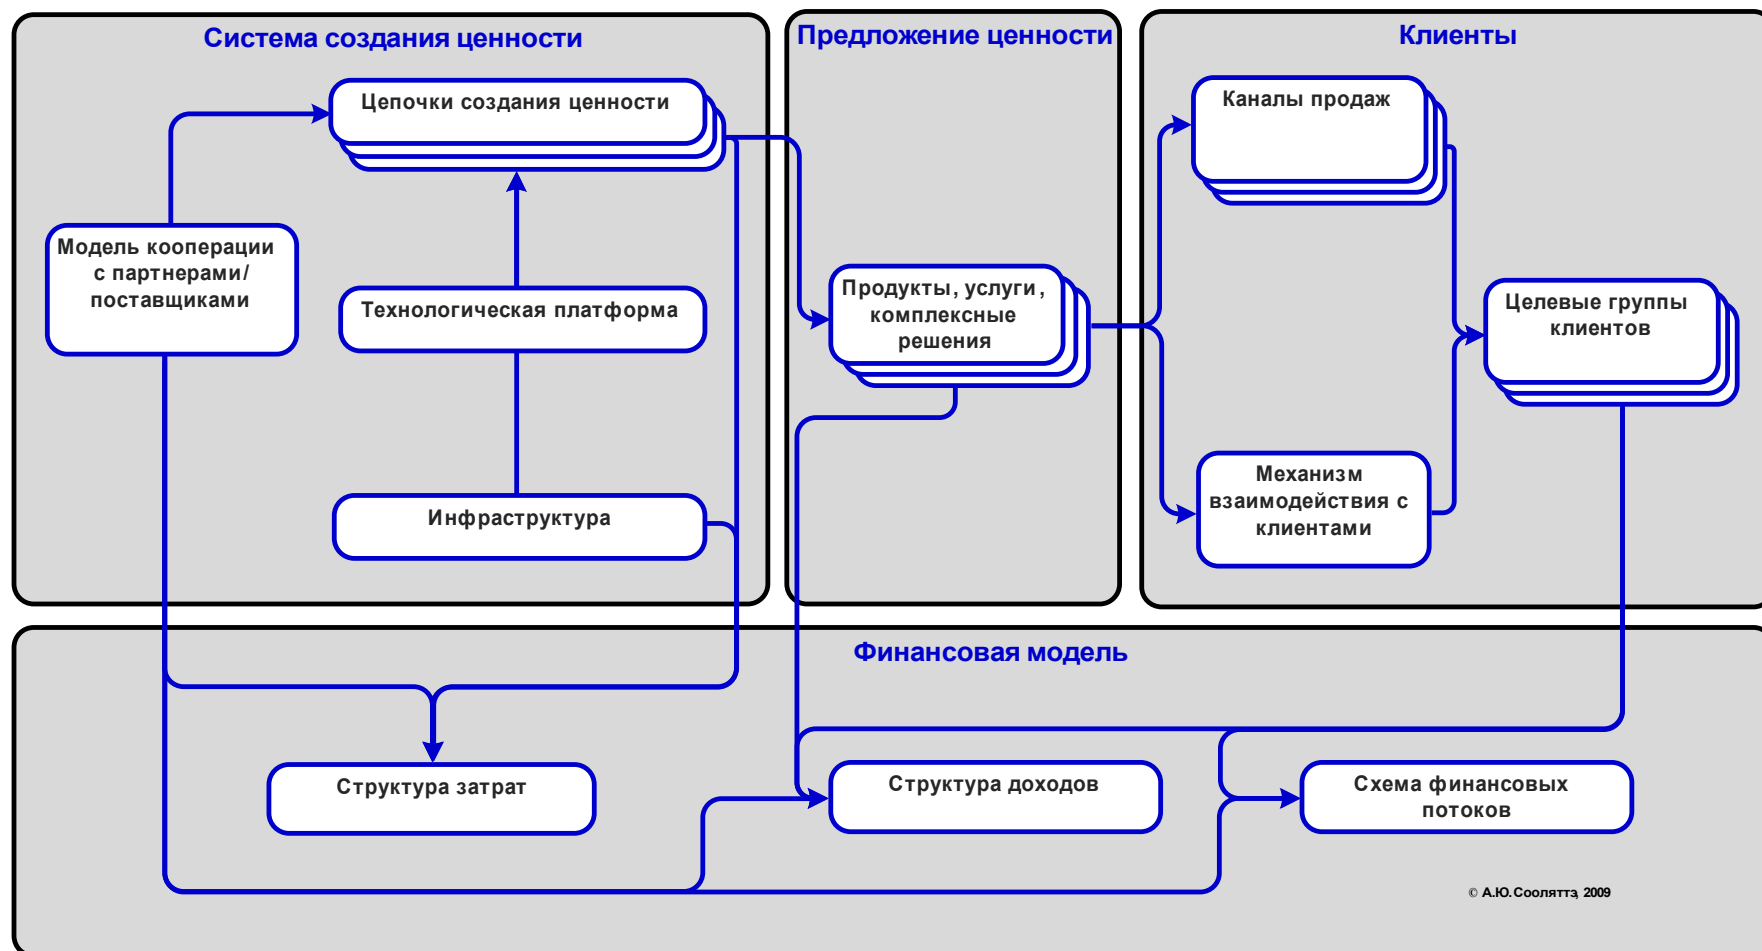 Система создания ценности
Цепочки создания ценности
Модель кооперации
с партнерами/
поставщиками
Технологическая платформа
Инфраструктура
Предложение ценности
Продукты, услуги,
комплексные
решения
Клиенты
Каналы продаж
Целевые группы
клиентов
Механизм
взаимодействия с
клиентами
Финансовая модель
Структура затрат
Структура доходов
Схема финансовых
потоков
© А.Ю. Сооляттэ, 2009